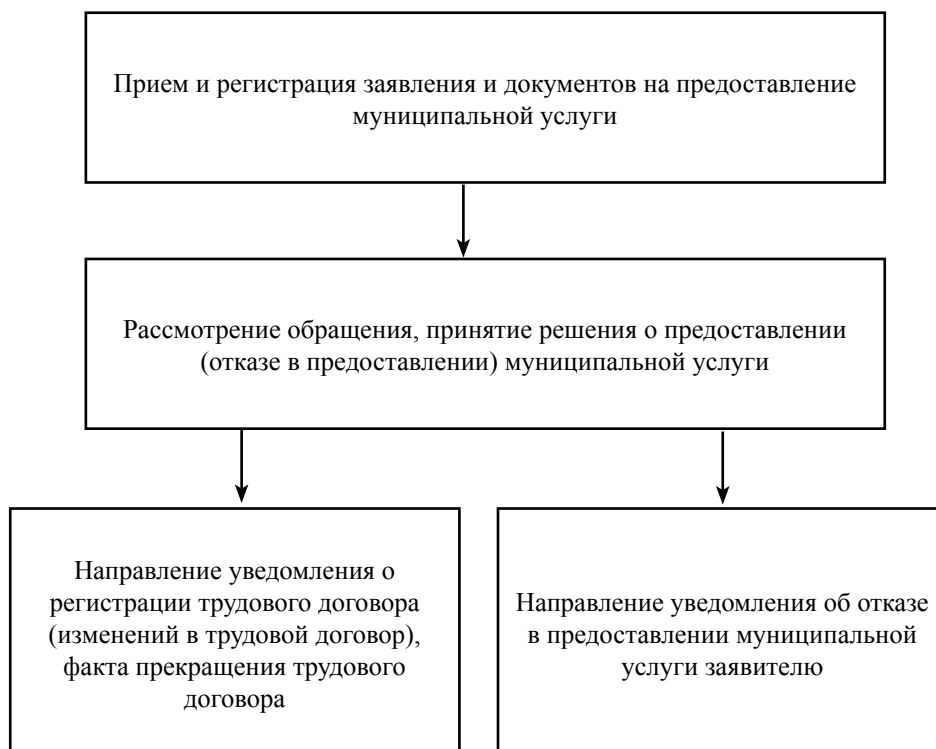 Прием и регистрация заявления и документов на предоставление
муниципальной услуги
Рассмотрение обращения, принятие решения о предоставлении
(отказе в предоставлении) муниципальной услуги
Направление уведомления о
регистрации трудового договора
(изменений в трудовой договор),
факта прекращения трудового
договора
Направление уведомления об отказе
в предоставлении муниципальной
услуги заявителю